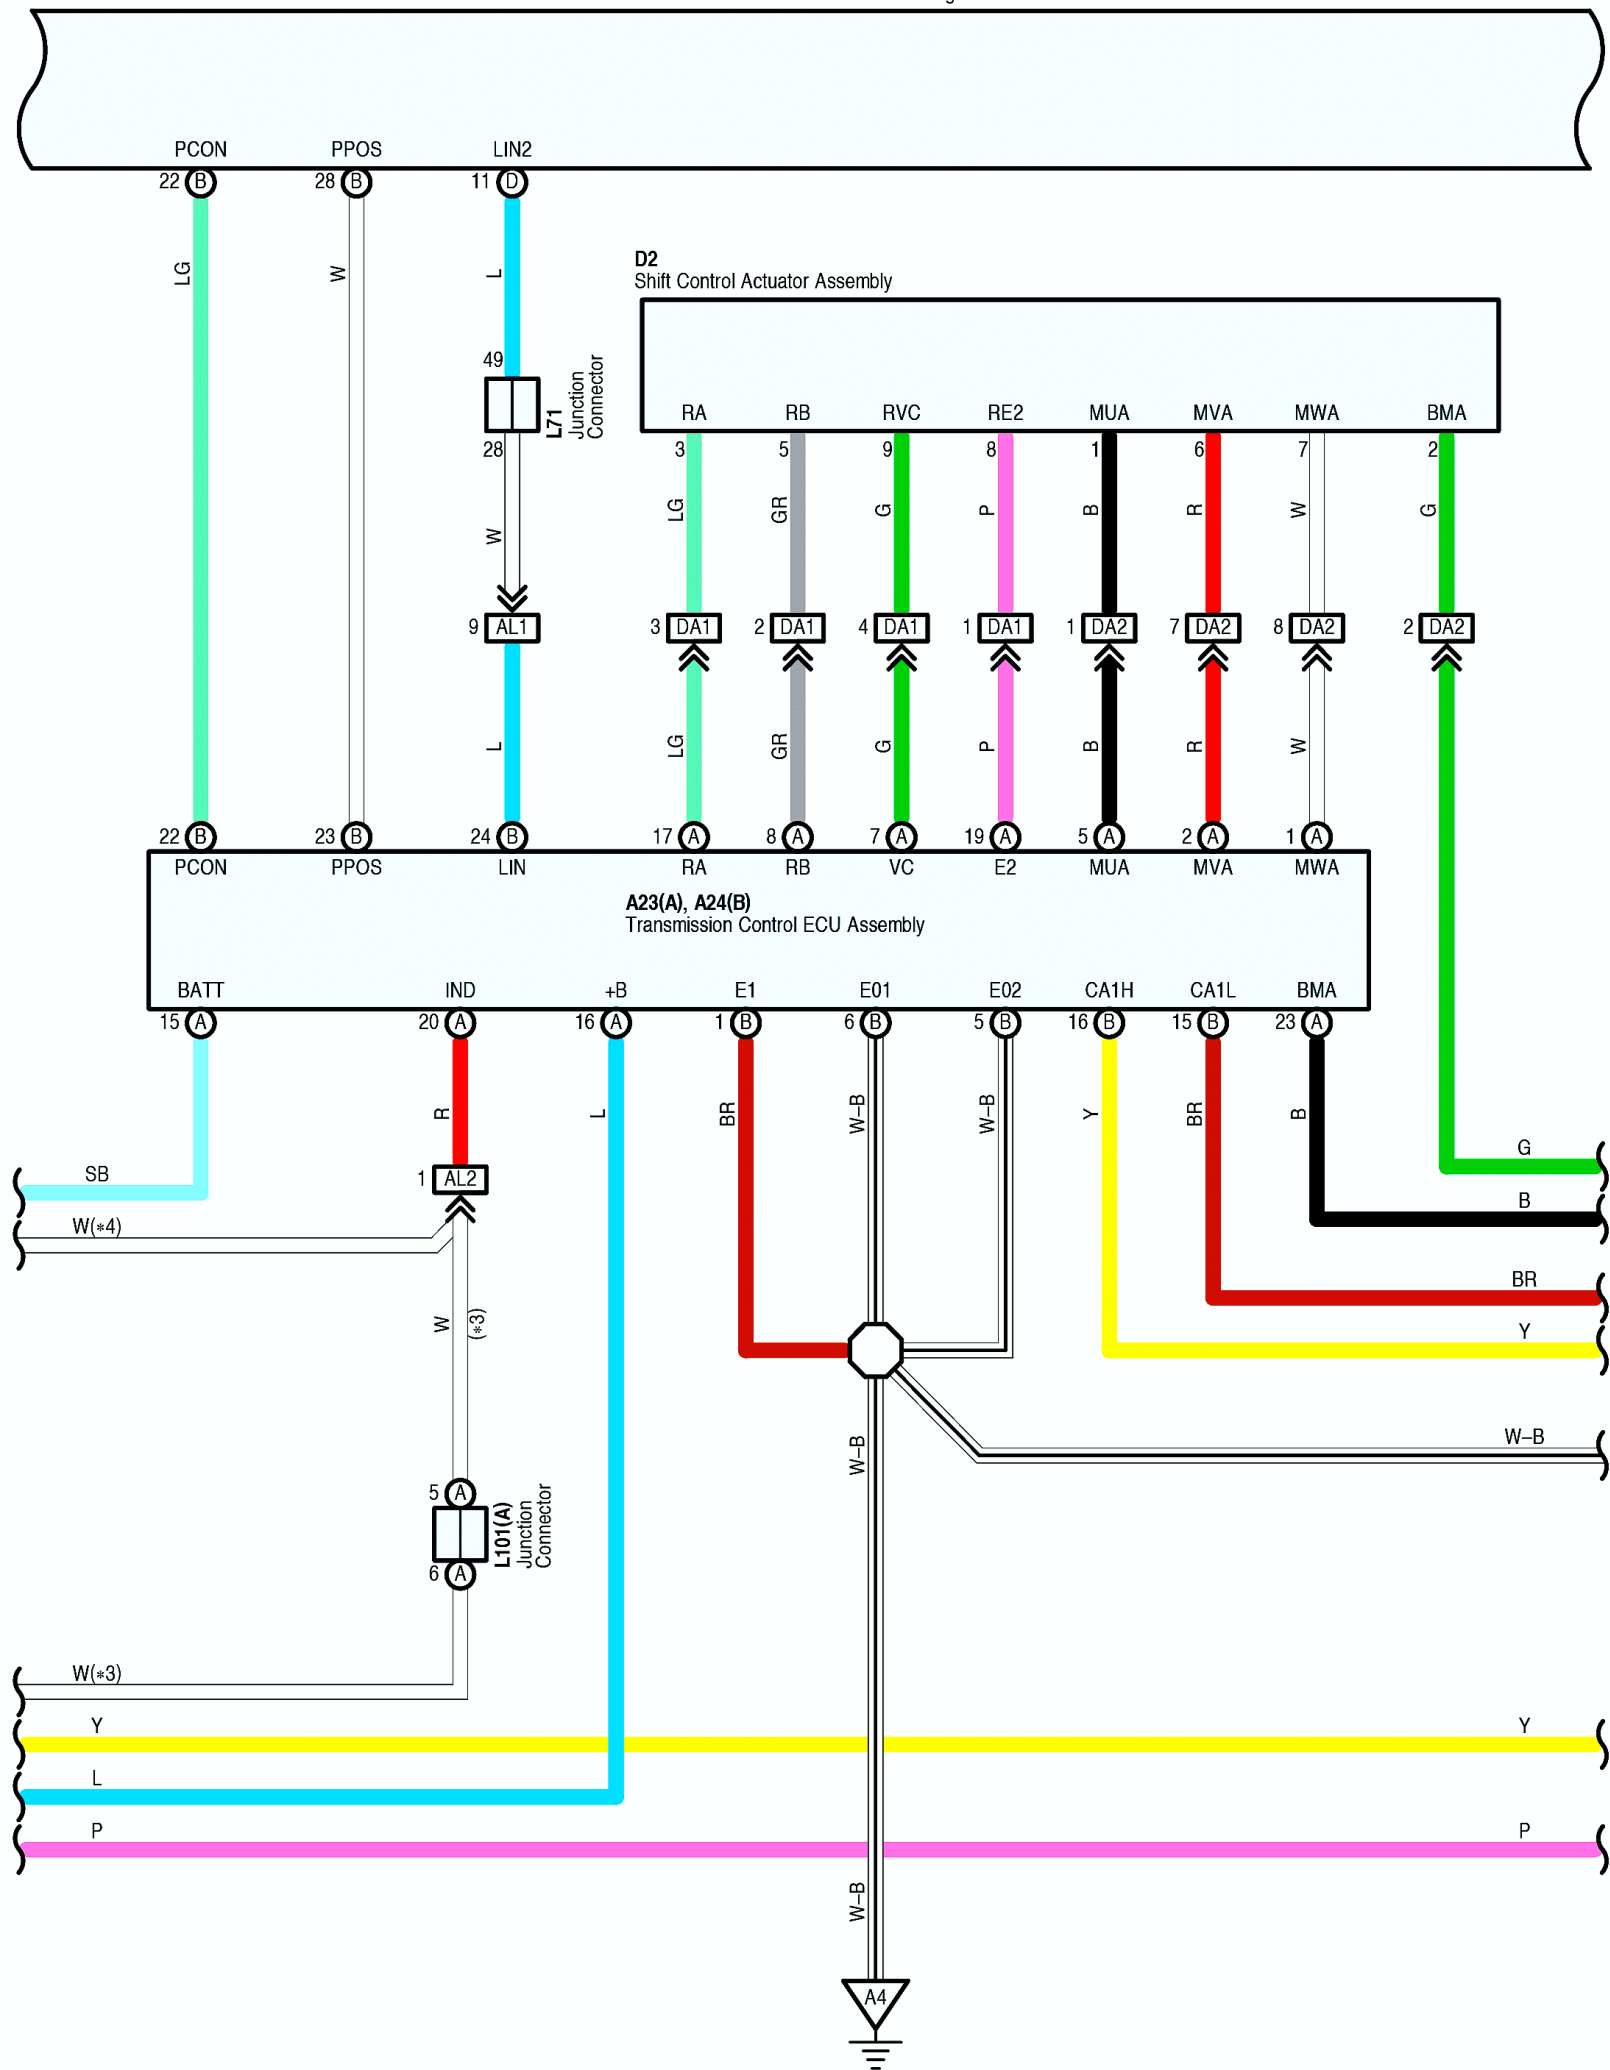 PCON PPOS LIN2
22 B 28 B 11 D
LG W L
D2
Shift Control Actuator Assembly
49
L71
Junction
Connector
28
RA RB RVC RE2 MUA MVA MWA BMA
3 5 9 8 1 6 7 2
W LG GR G P B R W G
9 AL1 3 DA1 2 DA1 4 DA1 1 DA1 1 DA2 7 DA2 8 DA2 2 DA2
L LG GR G P B R W
22 B 23 B 24 B 17 A 8 A 7 A 19 A 5 A 2 A 1 A
PCON PPOS LIN RA RB VC E2 MUA MVA MWA
A23(A), A24(B)
Transmission Control ECU Assembly
BATT IND +B E1 E01 E02 CA1H CA1L BMA
15 A 20 A 16 A 1 B 6 B 5 B 16 B 15 B 23 A
R L BR W–B W–B Y BR B
G
SB
1 AL2
B
W(*4)
BR
W (*3)
Y
W–B W–B
5 A
L101(A)
Junction
Connector
6 A
W(*3)
Y Y
L
P P
W–B
A4